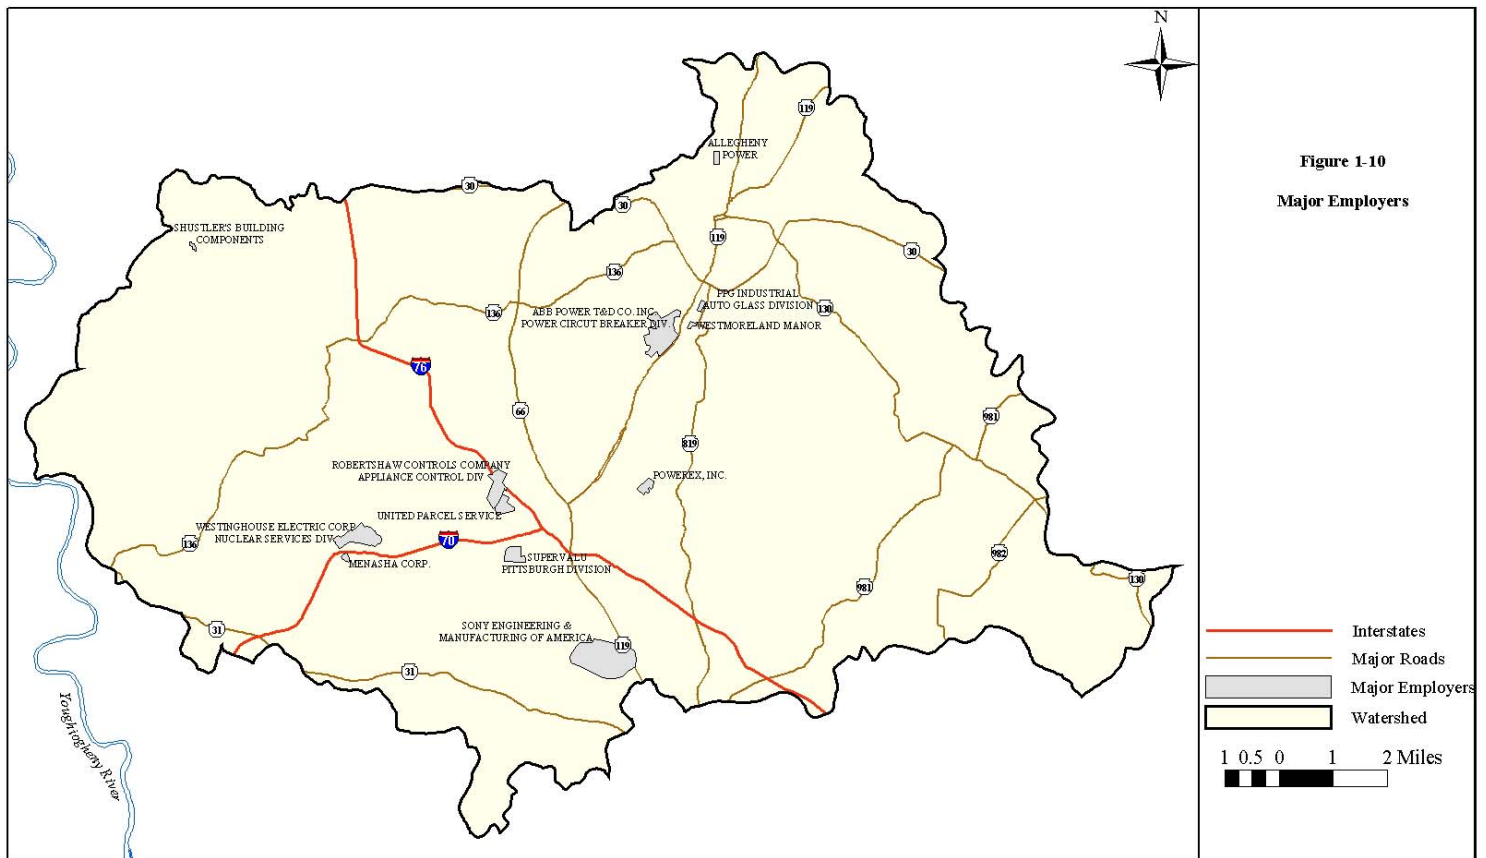 N
Figure 1-10
Major Employers
119
ALLEGHENY
POWER
30
30
SHUSTLER'S BUILDING
COMPONENTS
119
30
136
136
PPG INDUSTRIAL
AUTO GLASS DIVISION
130
ABB POWER T&D CO. INC.
POWER CIRCUT BREAKER DIV.
WESTMORELAND MANOR
76
66
981
819
ROBERTSHAW CONTROLS COMPANY
APPLIANCE CONTROL DIV
POWEREX, INC.
UNITED PARCEL SERVICE
WESTINGHOUSE ELECTRIC CORP
NUCLEAR SERVICES DIV.
136
70
982
MENASHA CORP.
SUPERVALU
PITTSBURGH DIVISION
130
981
31
SONY ENGINEERING &
MANUFACTURING OF AMERICA
119
31
Youghiogheny River
Interstates
Major Roads
Major Employers
Watershed
1 0.5 0 1 2 Miles